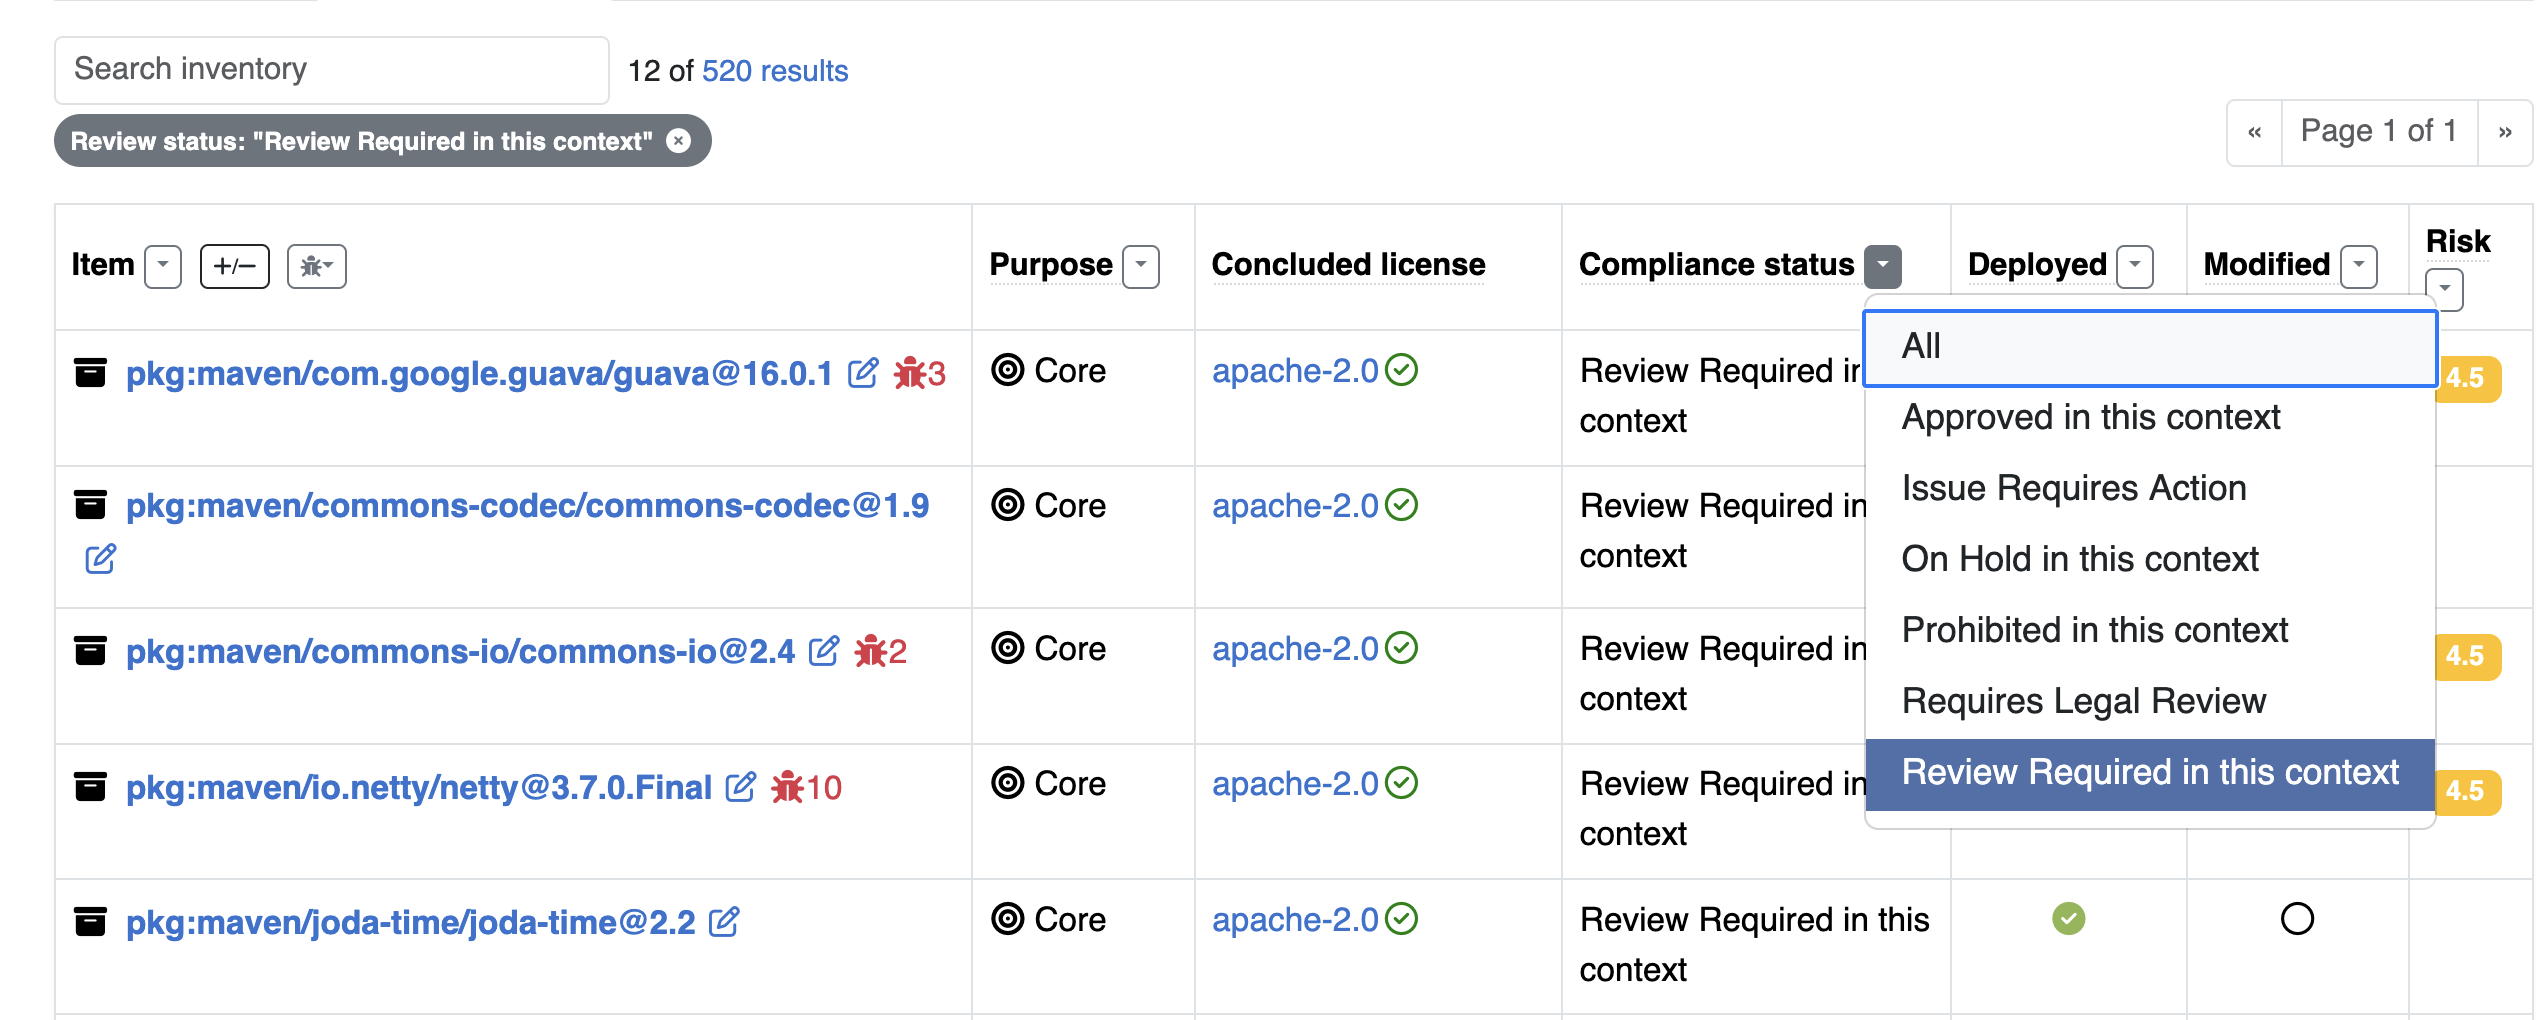 Search inventory
12 of 520 results
Review status: "Review Required in this context"
« Page 1 of 1 »
Item +/− Purpose Concluded license Compliance status Deployed Modified Risk
pkg:maven/com.google.guava/guava@16.0.1 3 Core apache-2.0 Review Required in
context
4.5
pkg:maven/commons-codec/commons-codec@1.9 Core apache-2.0 Review Required in
context
pkg:maven/commons-io/commons-io@2.4 2 Core apache-2.0 Review Required in
context
4.5
pkg:maven/io.netty/netty@3.7.0.Final 10 Core apache-2.0 Review Required in
context
4.5
pkg:maven/joda-time/joda-time@2.2 Core apache-2.0 Review Required in this
context
All
Approved in this context
Issue Requires Action
On Hold in this context
Prohibited in this context
Requires Legal Review
Review Required in this context